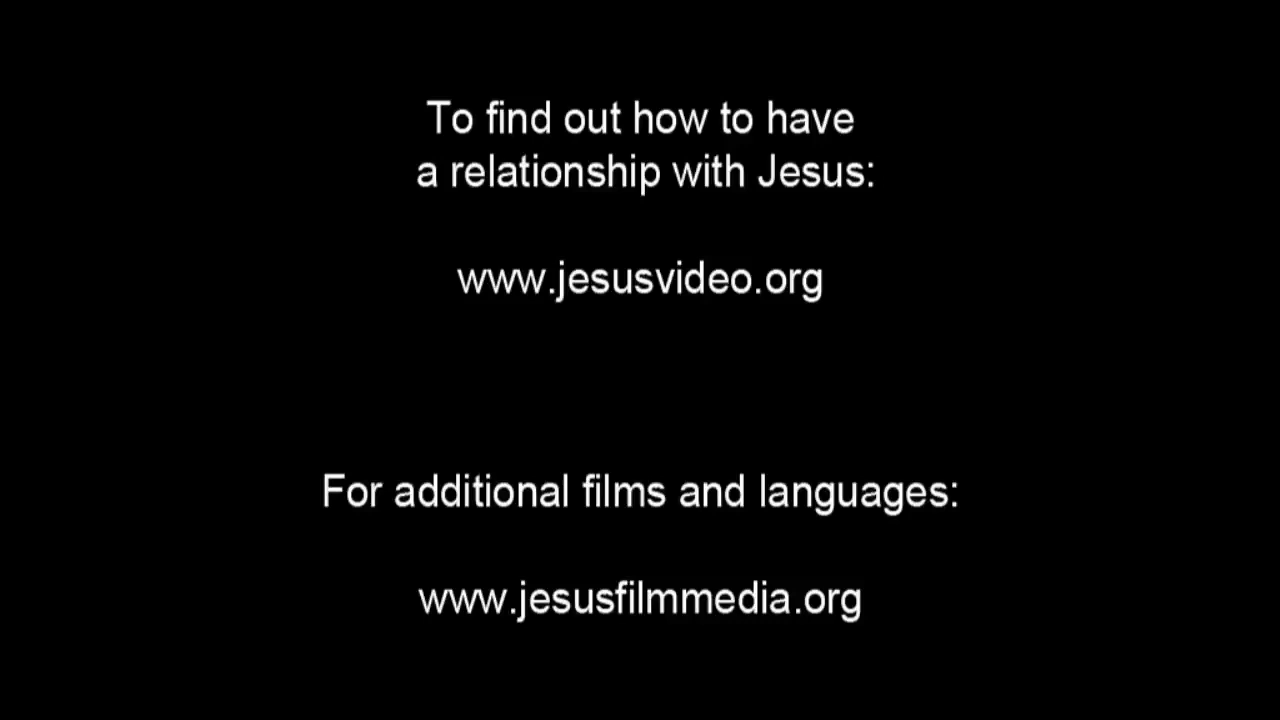 To find out how to have
a relationship with Jesus:
www.jesusvideo.org
For additional films and languages:
www.jesusfilmmedia.org